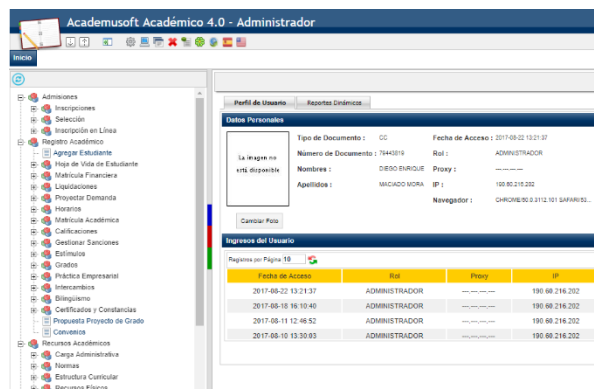 Academusoft Académico 4.0 - Administrador
Inicio
Admisiones
Inscripciones
Selección
Inscripción en Línea
Registro Académico
Agregar Estudiante
Hoja de Vida de Estudiante
Matrícula Financiera
Liquidaciones
Proyectar Demanda
Horarios
Matrícula Académica
Calificaciones
Gestionar Sanciones
Estímulos
Grados
Práctica Empresarial
Intercambios
Bilingüismo
Certificados y Constancias
Propuesta Proyecto de Grado
Convenios
Recursos Académicos
Carga Administrativa
Normas
Estructura Curricular
Recursos Físicos
Perfil de Usuario Reportes Dinámicos
Datos Personales
La imagen no
está disponible
Cambiar Foto
Tipo de Documento : CC Fecha de Acceso : 2017-08-22 13:21:37
Número de Documento : 79443019 Rol : ADMINISTRADOR
Nombres : DIEGO ENRIQUE Proxy : ---.---.---.---
Apellidos : MACIADO MORA IP : 190.60.216.202
Navegador : CHROME/60.0.3112.101 SAFARI/53...
Ingresos del Usuario
Registros por Página 10
Fecha de Acceso Rol Proxy IP
2017-08-22 13:21:37 ADMINISTRADOR ---.---.---.--- 190.60.216.202
2017-08-18 16:10:40 ADMINISTRADOR ---.---.---.--- 190.60.216.202
2017-08-11 12:46:52 ADMINISTRADOR ---.---.---.--- 190.60.216.202
2017-08-10 13:30:03 ADMINISTRADOR ---.---.---.--- 190.60.216.202